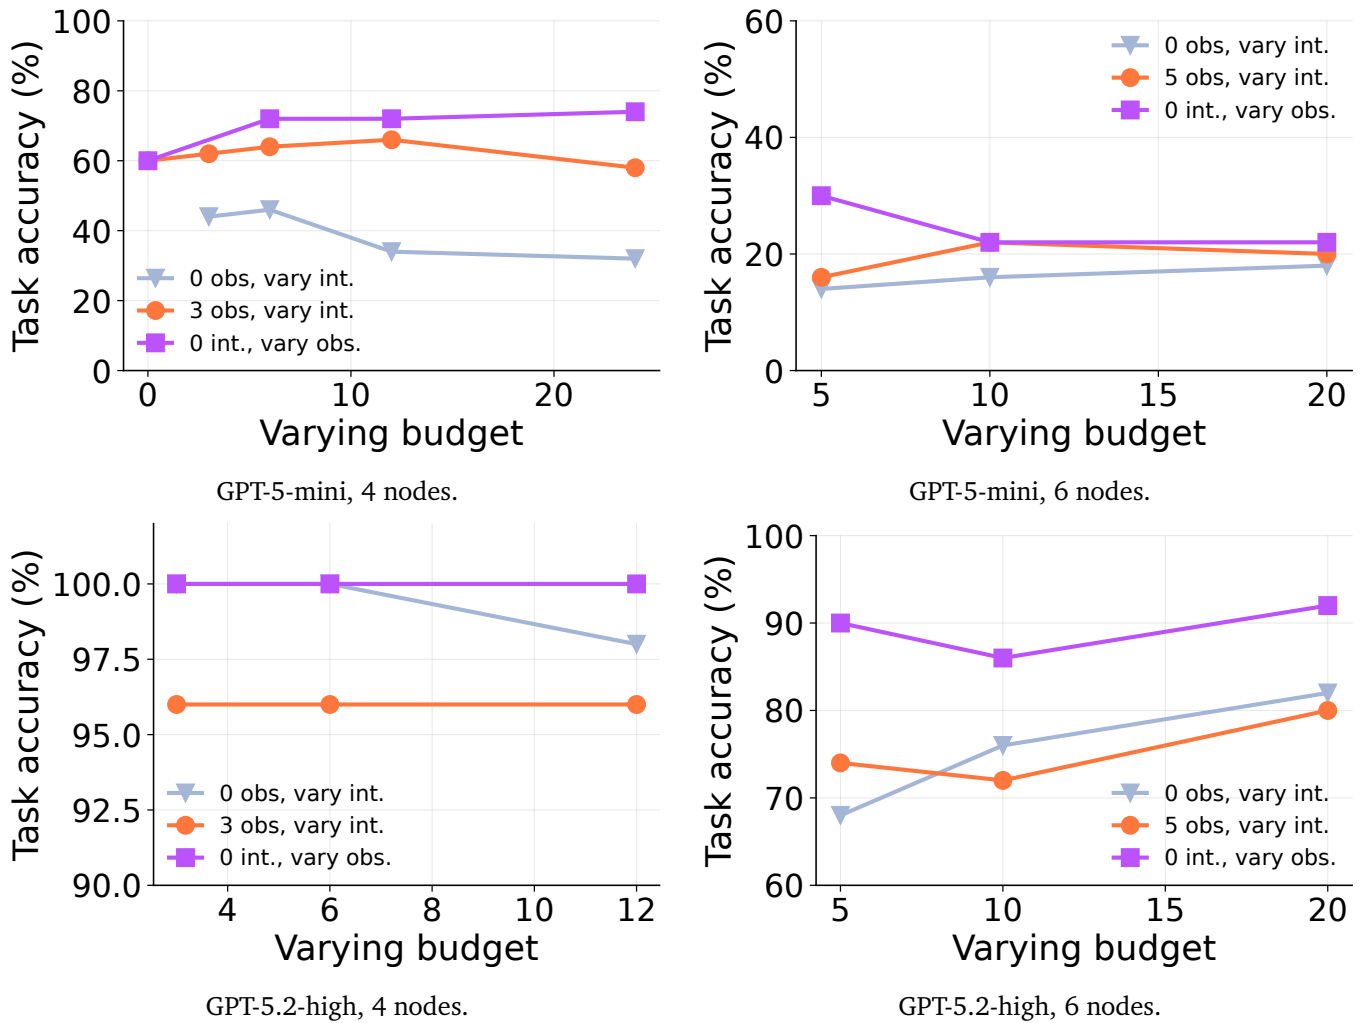 100
80
60
40
20
0
Task accuracy (%)
0 obs, vary int.
3 obs, vary int.
0 int., vary obs.
0 10 20
Varying budget
GPT-5-mini, 4 nodes.
60
40
20
0
Task accuracy (%)
0 obs, vary int.
5 obs, vary int.
0 int., vary obs.
5 10 15 20
Varying budget
GPT-5-mini, 6 nodes.
100.0
97.5
95.0
92.5
90.0
Task accuracy (%)
0 obs, vary int.
3 obs, vary int.
0 int., vary obs.
4 6 8 10 12
Varying budget
GPT-5.2-high, 4 nodes.
100
90
80
70
60
Task accuracy (%)
0 obs, vary int.
5 obs, vary int.
0 int., vary obs.
5 10 15 20
Varying budget
GPT-5.2-high, 6 nodes.